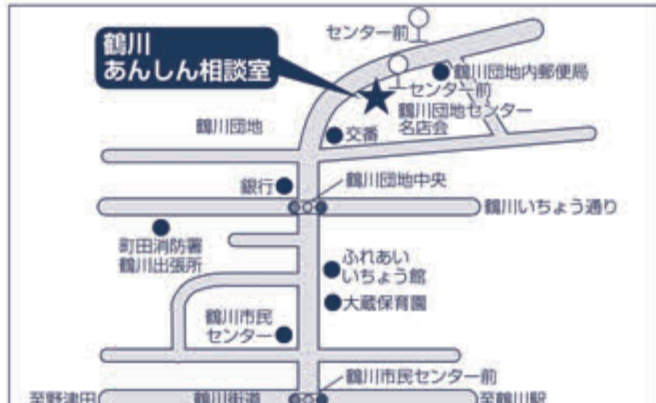 センター前
鶴川
あんしん相談室
センター前
鶴川団地内郵便局
鶴川団地センター
名店会
鶴川団地
交番
銀行
鶴川団地中央
鶴川いちょう通り
町田消防署
鶴川出張所
ふれあい
いちょう館
大蔵保育園
鶴川市民
センター
鶴川市民センター前
至野津田
鶴川街道
至鶴川駅